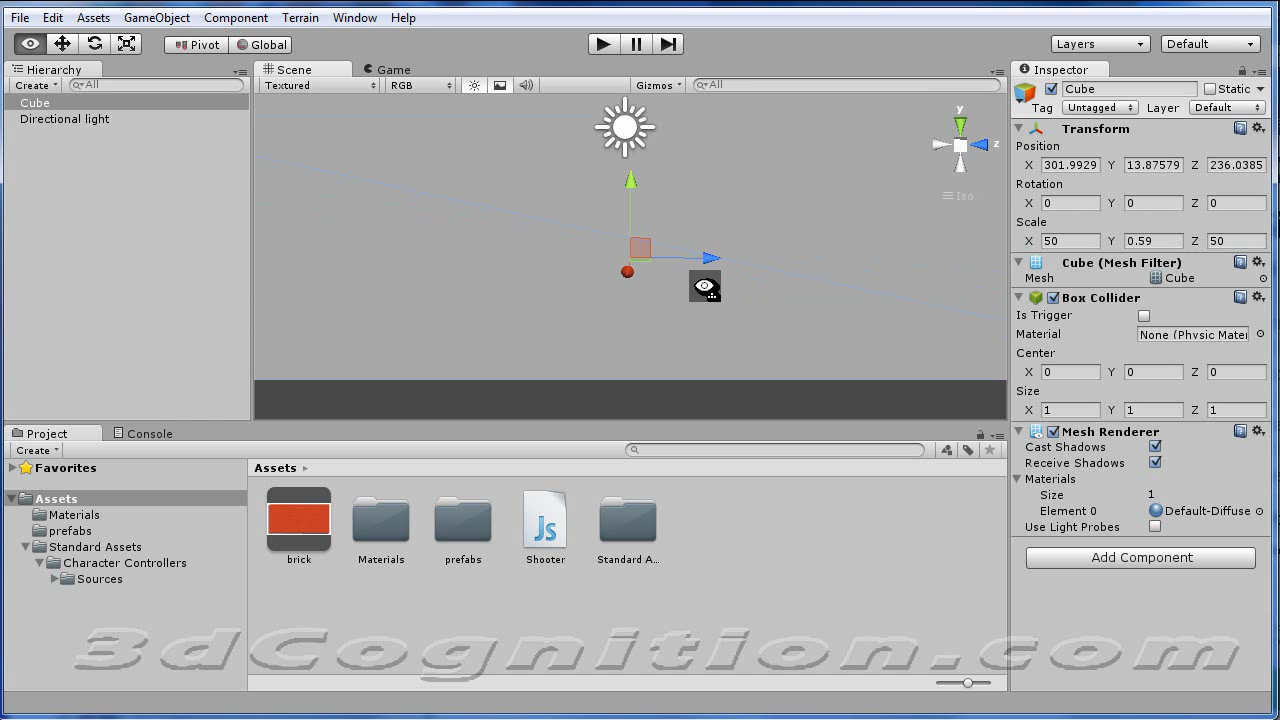 File Edit Assets GameObject Component Terrain Window Help
Pivot Global Layers Default
Hierarchy
Create All
Cube
Directional light
Scene Game
Textured RGB Gizmos All
y
z
Iso
Inspector
Cube Static
Tag Untagged Layer Default
Transform
Position
X 301.9929 Y 13.87579 Z 236.0385
Rotation
X 0 Y 0 Z 0
Scale
X 50 Y 0.59 Z 50
Cube (Mesh Filter)
Mesh Cube
Box Collider
Is Trigger
Material None (Physic Mater
Center
X 0 Y 0 Z 0
Size
X 1 Y 1 Z 1
Mesh Renderer
Cast Shadows
Receive Shadows
Materials
Size 1
Element 0 Default-Diffuse
Use Light Probes
Add Component
Project Console
Create
Favorites
Assets
Materials
prefabs
Standard Assets
Character Controllers
Sources
Assets
Js
brick Materials prefabs Shooter Standard A...
3dCognition.com